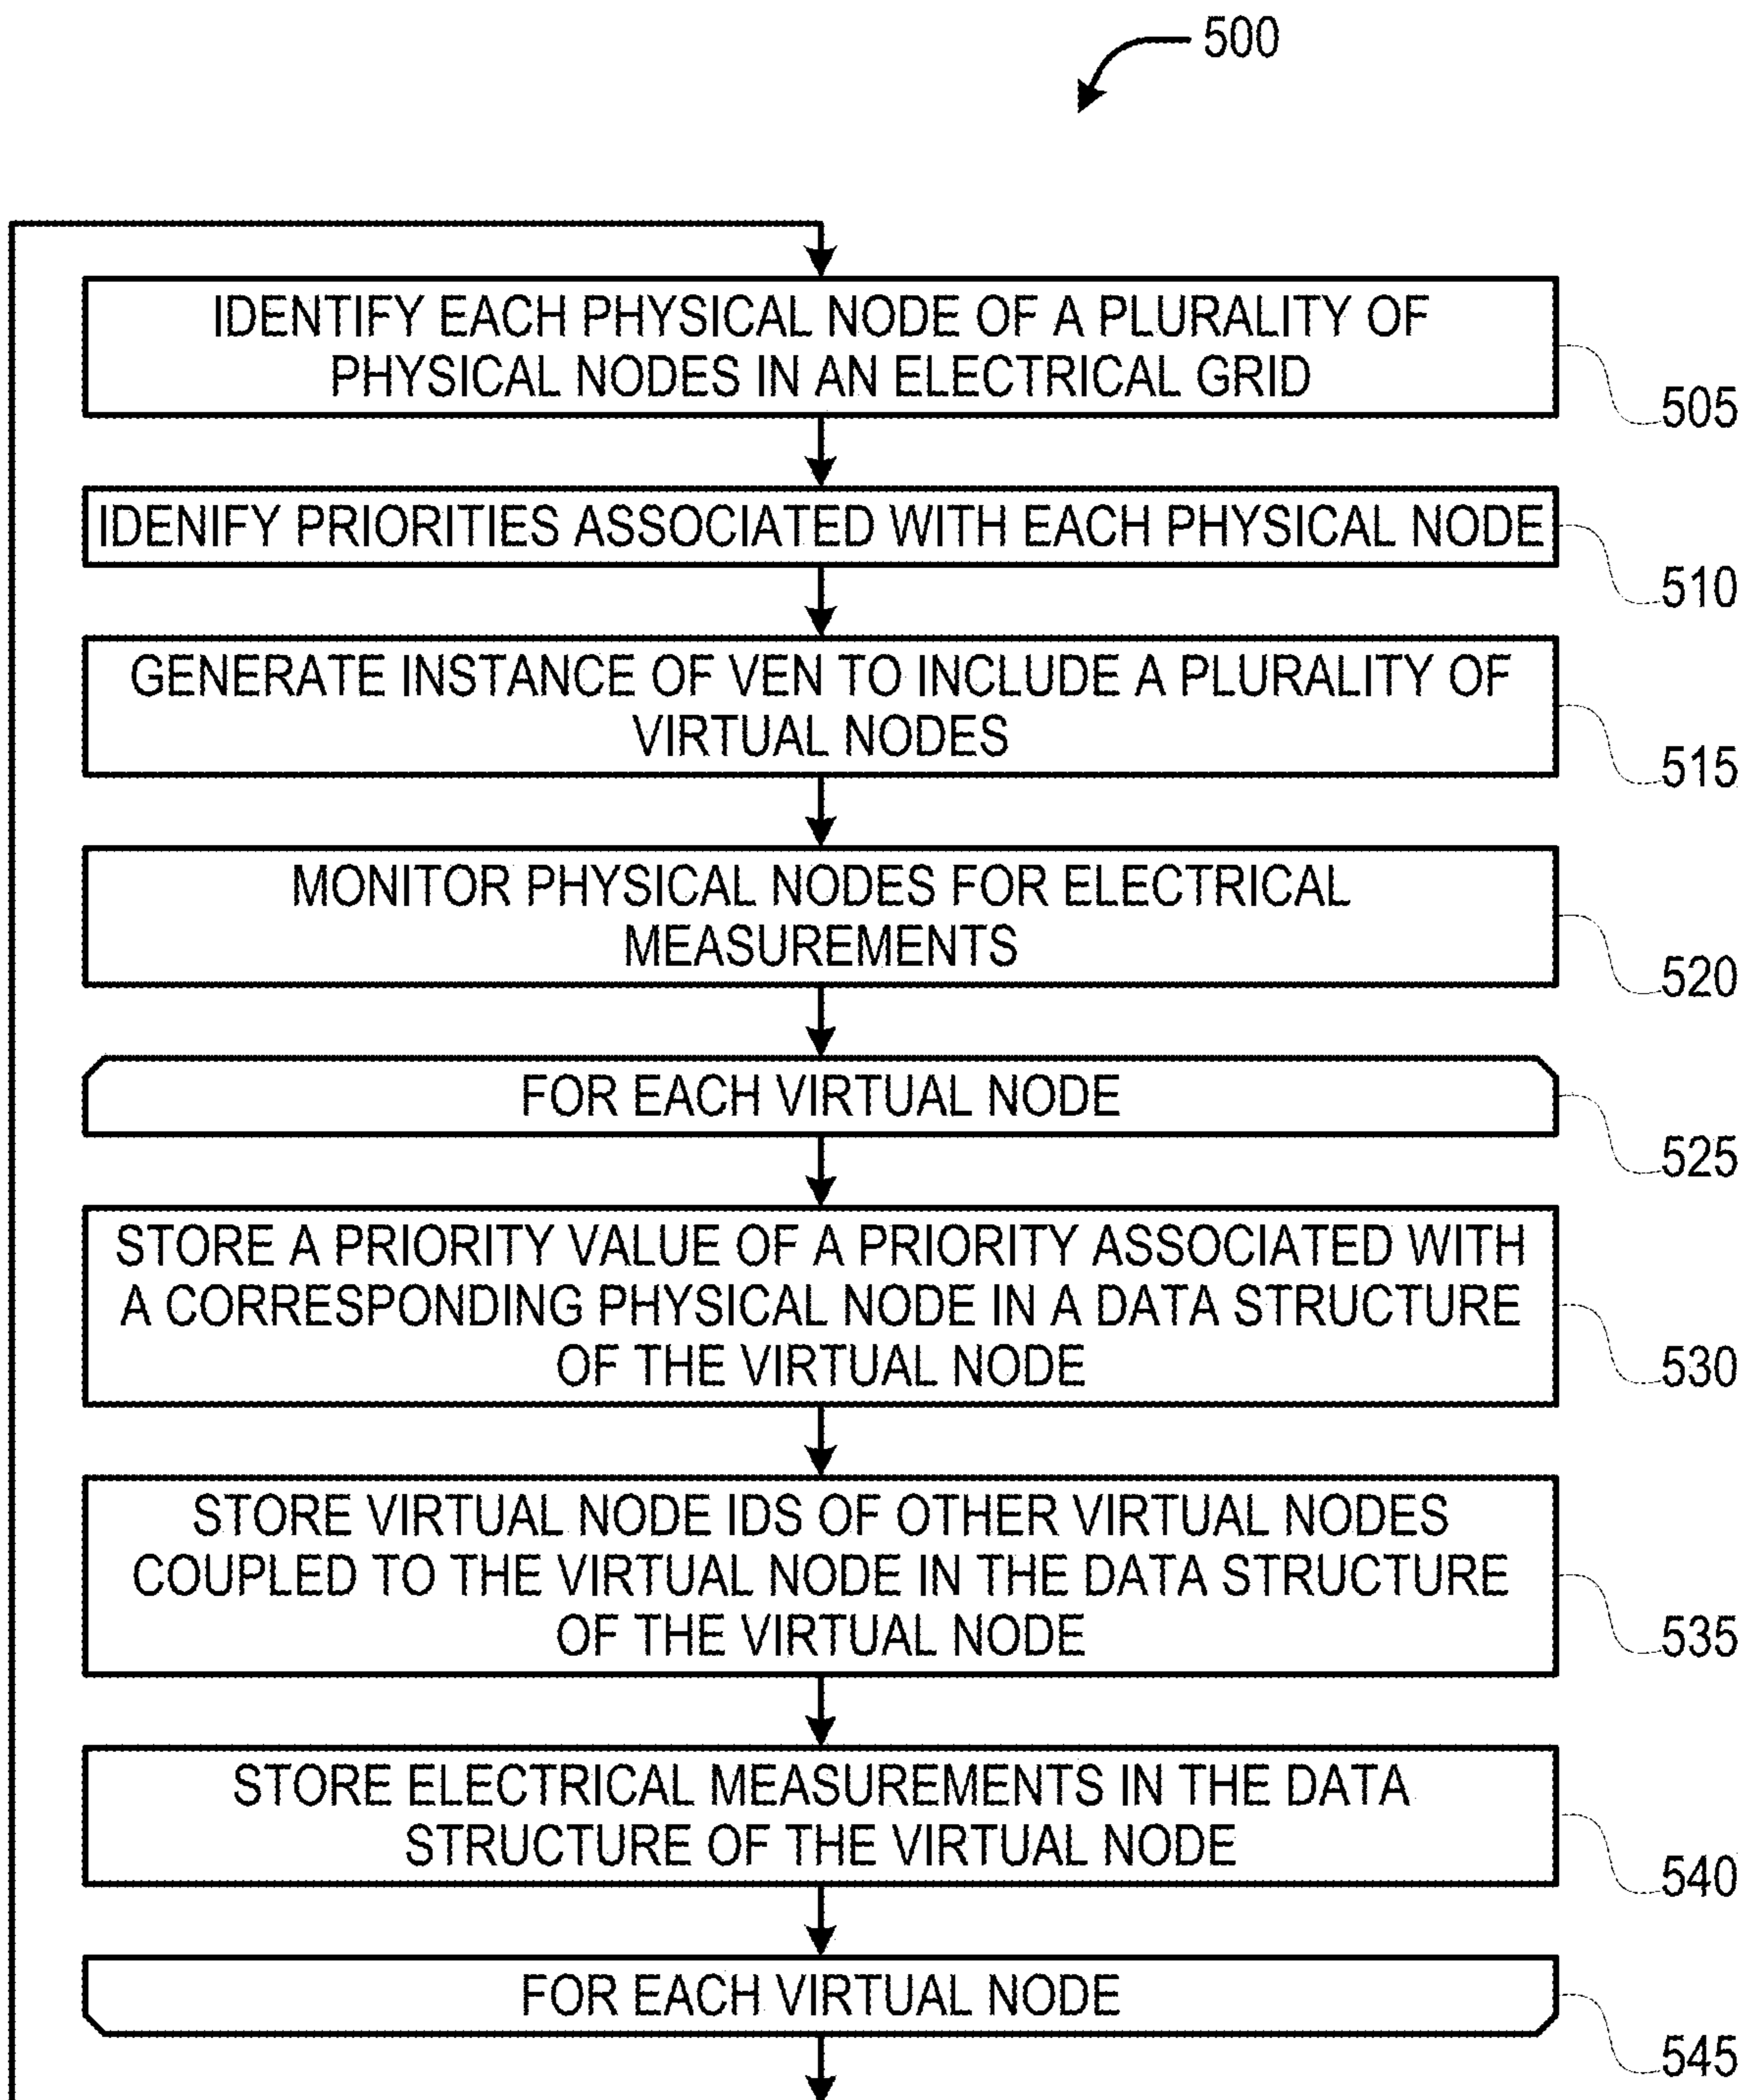 500
IDENTIFY EACH PHYSICAL NODE OF A PLURALITY OF
PHYSICAL NODES IN AN ELECTRICAL GRID
505
IDENIFY PRIORITIES ASSOCIATED WITH EACH PHYSICAL NODE
510
GENERATE INSTANCE OF VEN TO INCLUDE A PLURALITY OF
VIRTUAL NODES
515
MONITOR PHYSICAL NODES FOR ELECTRICAL
MEASUREMENTS
520
FOR EACH VIRTUAL NODE
525
STORE A PRIORITY VALUE OF A PRIORITY ASSOCIATED WITH
A CORRESPONDING PHYSICAL NODE IN A DATA STRUCTURE
OF THE VIRTUAL NODE
530
STORE VIRTUAL NODE IDS OF OTHER VIRTUAL NODES
COUPLED TO THE VIRTUAL NODE IN THE DATA STRUCTURE
OF THE VIRTUAL NODE
535
STORE ELECTRICAL MEASUREMENTS IN THE DATA
STRUCTURE OF THE VIRTUAL NODE
540
FOR EACH VIRTUAL NODE
545